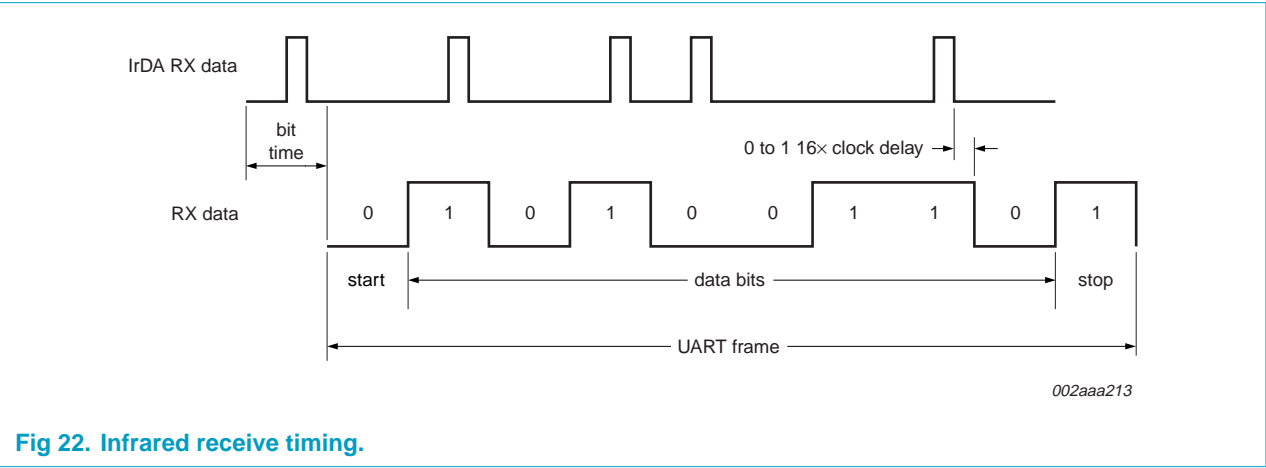 IrDA RX data
bit
time
0 to 1 16× clock delay
RX data
0 1 0 1 0 0 1 1 0 1
start data bits stop
UART frame
002aaa213
Fig 22. Infrared receive timing.